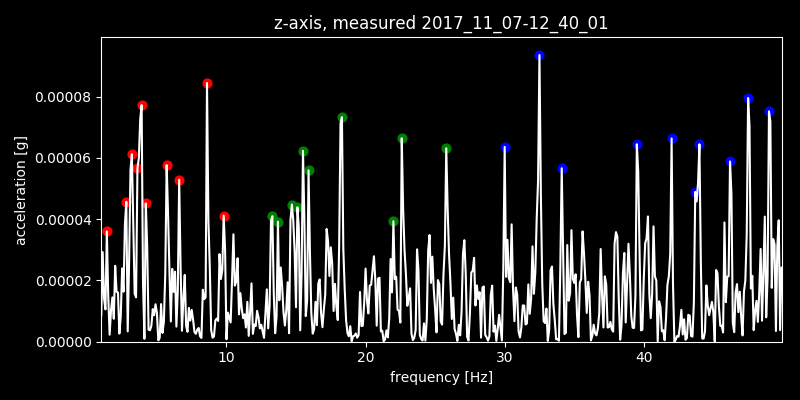 z-axis, measured 2017_11_07-12_40_01
acceleration [g]
0.00008
0.00006
0.00004
0.00002
0.00000
10 20 30 40
frequency [Hz]